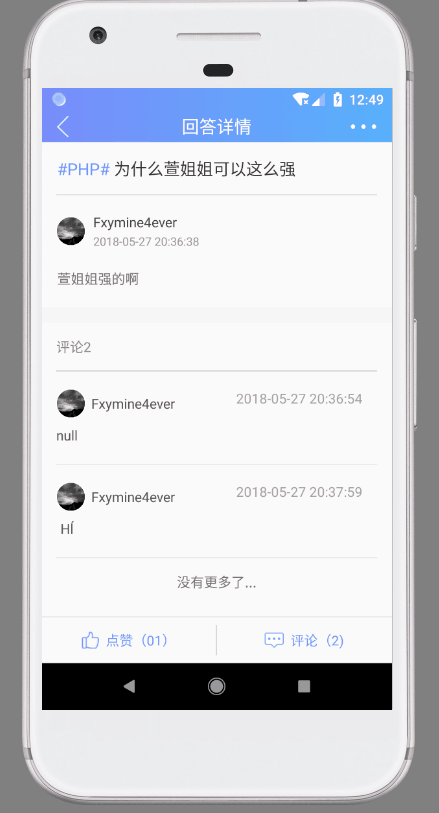 12:49
回答详情
#PHP# 为什么萱姐姐可以这么强
Fxymine4ever
2018-05-27 20:36:38
萱姐姐强的啊
评论2
Fxymine4ever
2018-05-27 20:36:54
null
Fxymine4ever
2018-05-27 20:37:59
HÍ
没有更多了...
点赞（01）
评论（2)